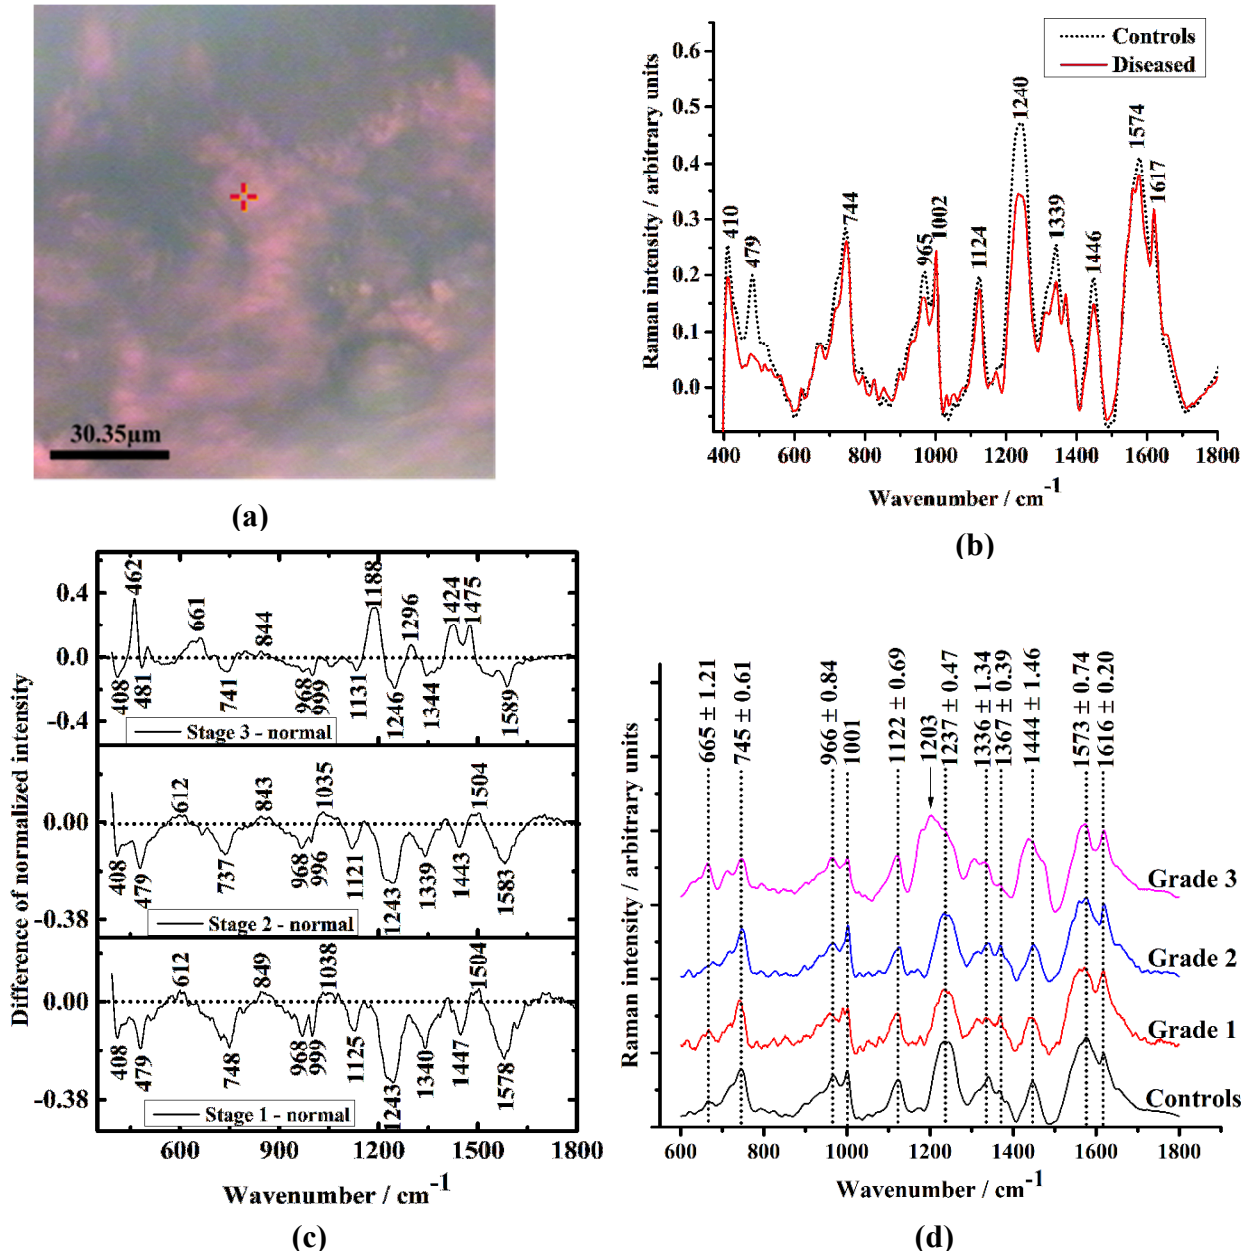 30.35µm
(a)
Controls
Diseased
Raman intensity / arbitrary units
0.6
0.5
0.4
0.3
0.2
0.1
0.0
410
479
744
965
1002
1124
1240
1339
1446
1574
1617
400 600 800 1000 1200 1400 1600 1800
Wavenumber / cm-1
(b)
Difference of normalized intensity
0.4
0.0
-0.4
462
661
844
1188
1296
1424
1475
408
481
741
968
999
1131
1246
1344
1589
Stage 3 - normal
0.00
-0.38
612
843
1035
1504
408
479
737
968
996
1121
1243
1339
1443
1583
Stage 2 - normal
0.00
-0.38
612
849
1038
1504
408
479
748
968
999
1125
1243
1340
1447
1578
Stage 1 - normal
600 900 1200 1500 1800
Wavenumber / cm-1
(c)
Raman intensity / arbitrary units
665 ± 1.21
745 ± 0.61
966 ± 0.84
1001
1122 ± 0.69
1203
1237 ± 0.47
1336 ± 1.34
1367 ± 0.39
1444 ± 1.46
1573 ± 0.74
1616 ± 0.20
Grade 3
Grade 2
Grade 1
Controls
600 800 1000 1200 1400 1600 1800
Wavenumber / cm-1
(d)